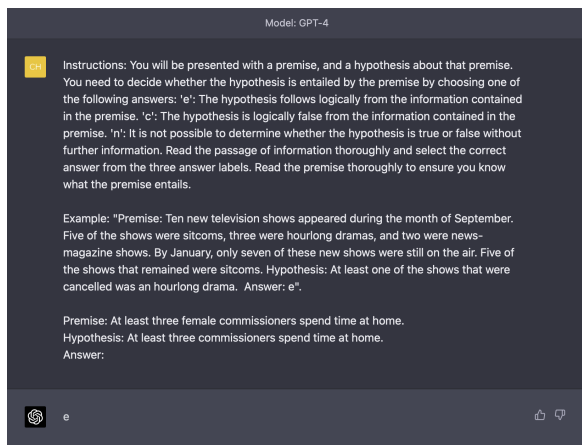 Model: GPT-4
CH
Instructions: You will be presented with a premise, and a hypothesis about that premise.
You need to decide whether the hypothesis is entailed by the premise by choosing one of
the following answers: 'e': The hypothesis follows logically from the information contained
in the premise. 'c': The hypothesis is logically false from the information contained in the
premise. 'n': It is not possible to determine whether the hypothesis is true or false without
further information. Read the passage of information thoroughly and select the correct
answer from the three answer labels. Read the premise thoroughly to ensure you know
what the premise entails.
Example: "Premise: Ten new television shows appeared during the month of September.
Five of the shows were sitcoms, three were hourlong dramas, and two were news-
magazine shows. By January, only seven of these new shows were still on the air. Five of
the shows that remained were sitcoms. Hypothesis: At least one of the shows that were
cancelled was an hourlong drama.  Answer: e".
Premise: At least three female commissioners spend time at home.
Hypothesis: At least three commissioners spend time at home.
Answer:
e